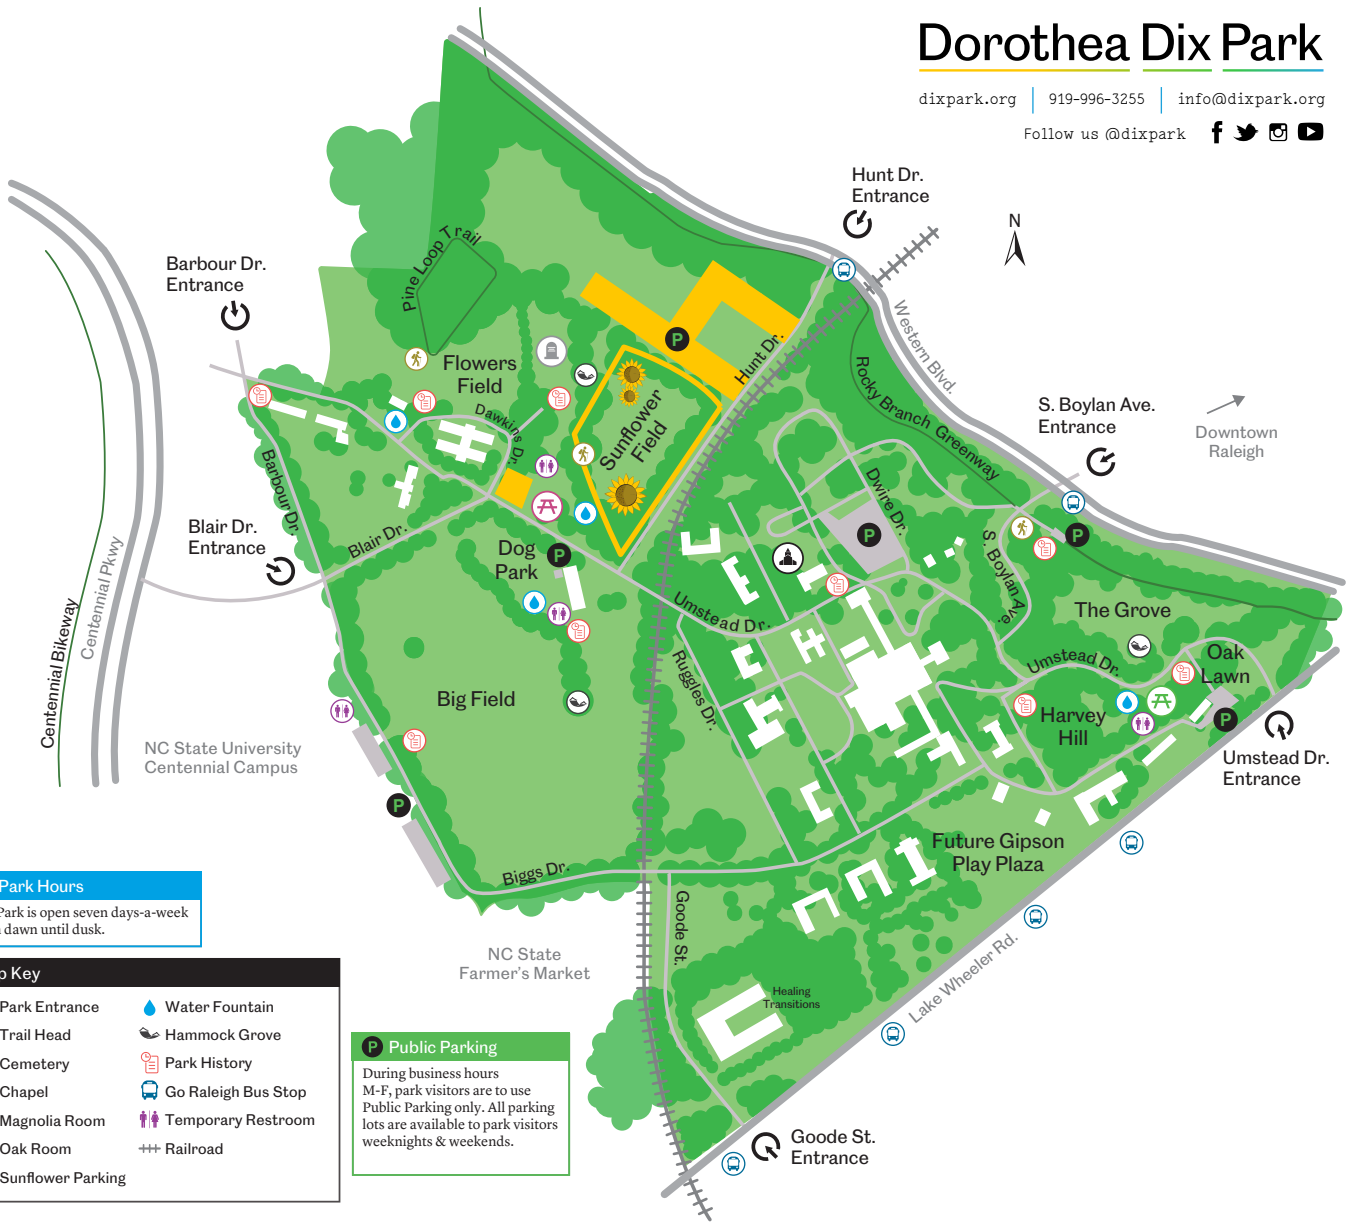 Dorothea Dix Park
dixpark.org | 919-996-3255 | info@dixpark.org
Follow us @dixpark
Hunt Dr.
Entrance
N
Barbour Dr.
Entrance
Pine Loop Trail
Western Blvd.
Hunt Dr.
Flowers
Field
Rocky Branch Greenway
S. Boylan Ave.
Entrance
Downtown
Raleigh
Dawkins Dr.
Sunflower
Field
P
Barbour Dr.
Dwire Dr.
Blair Dr.
Entrance
Blair Dr.
Dog
Park
P
P
P
S. Boylan Ave.
Centennial Pkwy
Centennial Bikeway
Umstead Dr.
The Grove
Ruggles Dr.
Umstead Dr.
Oak
Lawn
Big Field
Harvey
Hill
P
NC State University
Centennial Campus
Umstead Dr.
Entrance
P
Future Gipson
Play Plaza
Biggs Dr.
Goode St.
Park Hours
Park is open seven days-a-week
dawn until dusk.
NC State
Farmer's Market
Lake Wheeler Rd.
Healing
Transitions
Key
Park Entrance
Trail Head
Cemetery
Chapel
Magnolia Room
Oak Room
Sunflower Parking
Water Fountain
Hammock Grove
Park History
Go Raleigh Bus Stop
Temporary Restroom
Railroad
P Public Parking
During business hours
M-F, park visitors are to use
Public Parking only. All parking
lots are available to park visitors
weeknights & weekends.
Goode St.
Entrance